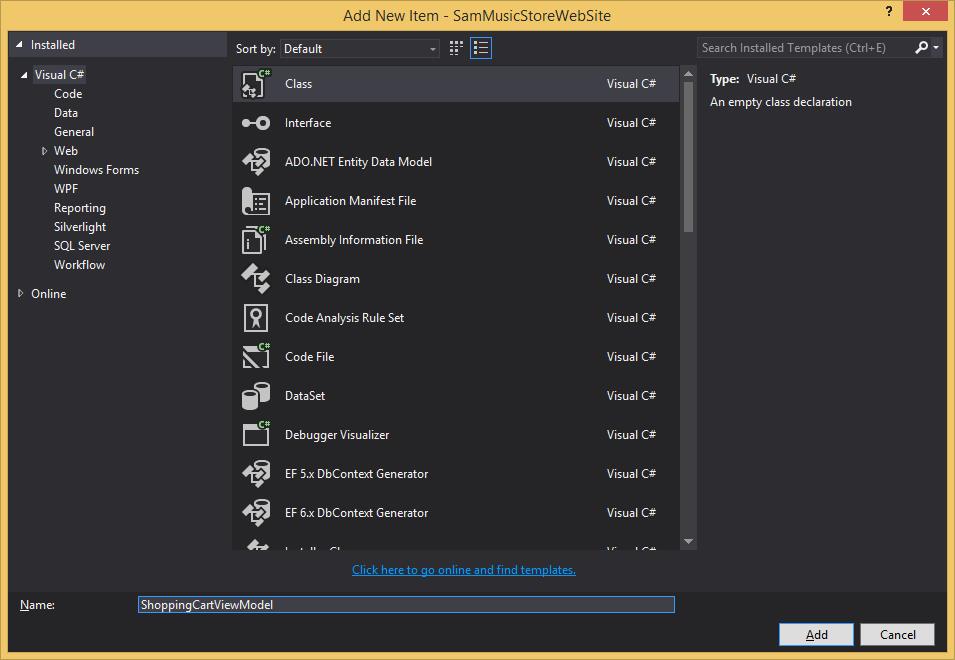 Add New Item - SamMusicStoreWebSite
?
Installed
Sort by: Default
Search Installed Templates (Ctrl+E)
Visual C#
Code
Data
General
Web
Windows Forms
WPF
Reporting
Silverlight
SQL Server
Workflow
Online
C# Class Visual C#
Interface Visual C#
ADO.NET Entity Data Model Visual C#
Application Manifest File Visual C#
C# Assembly Information File Visual C#
Class Diagram Visual C#
Code Analysis Rule Set Visual C#
C# Code File Visual C#
DataSet Visual C#
C# Debugger Visualizer Visual C#
EF 5.x DbContext Generator Visual C#
EF 6.x DbContext Generator Visual C#
Type: Visual C#
An empty class declaration
Click here to go online and find templates.
Name: ShoppingCartViewModel
Add Cancel